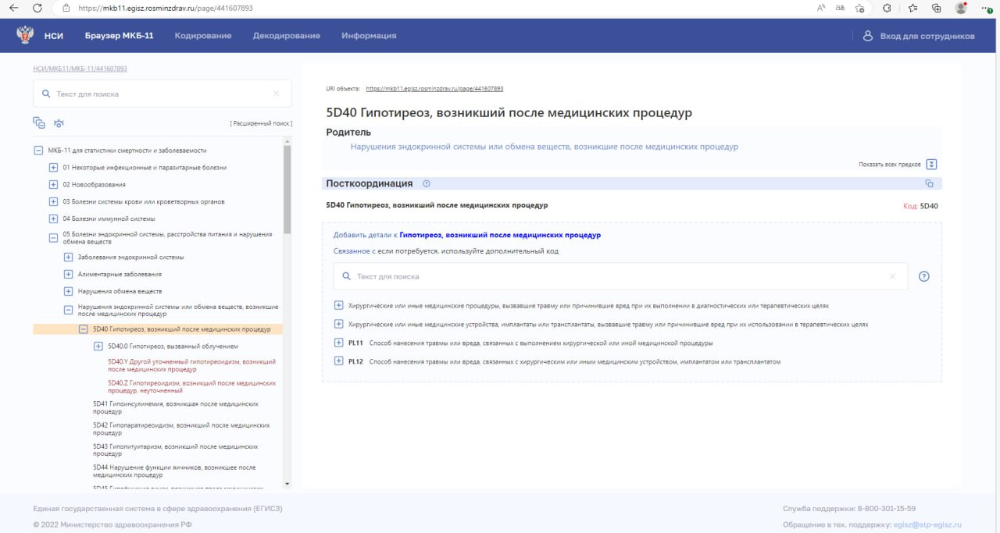 https://mkb11.egisz.rosminzdrav.ru/page/441607893
НСИ
Браузер МКБ-11
Кодирование
Декодирование
Информация
Вход для сотрудников
НСИ/МКБ11/МКБ-11/441607893
Текст для поиска
[ Расширенный поиск ]
МКБ-11 для статистики смертности и заболеваемости
01 Некоторые инфекционные и паразитарные болезни
02 Новообразования
03 Болезни системы крови или кроветворных органов
04 Болезни иммунной системы
05 Болезни эндокринной системы, расстройства питания и нарушения
обмена веществ
Заболевания эндокринной системы
Алиментарные заболевания
Нарушения обмена веществ
Нарушения эндокринной системы или обмена веществ, возникшие
после медицинских процедур
5D40 Гипотиреоз, возникший после медицинских процедур
5D40.0 Гипотиреоз, вызванный облучением
5D40.Y Другой уточненный гипотиреоидизм, возникший
после медицинских процедур
5D40.Z Гипотиреоидизм, возникший после медицинских
процедур, неуточненный
5D41 Гипоинсулинемия, возникшая после медицинских
процедур
5D42 Гипопаратиреоидизм, возникший после медицинских
процедур
5D43 Гипопитуитаризм, возникший после медицинских
процедур
5D44 Нарушение функции яичников, возникшее после
медицинских процедур
URI объекта: https://mkb11.egisz.rosminzdrav.ru/page/441607893
5D40 Гипотиреоз, возникший после медицинских процедур
Родитель
Нарушения эндокринной системы или обмена веществ, возникшие после медицинских процедур
Показать всех предков
Посткоординация
5D40 Гипотиреоз, возникший после медицинских процедур
Код: 5D40
Добавить детали к Гипотиреоз, возникший после медицинских процедур
Связанное с если потребуется, используйте дополнительный код
Текст для поиска
Хирургические или иные медицинские процедуры, вызвавшие травму или причинившие вред при их выполнении в диагностических или терапевтических целях
Хирургические или иные медицинские устройства, имплантаты или трансплантаты, вызвавшие травму или причинившие вред при их использовании в терапевтических целях
PL11 Способ нанесения травмы или вреда, связанных с выполнением хирургической или иной медицинской процедуры
PL12 Способ нанесения травмы или вреда, связанных с хирургическим или иным медицинским устройством, имплантатом или трансплантатом
Единая государственная система в сфере здравоохранения (ЕГИСЗ)
© 2022 Министерство здравоохранения РФ
Служба поддержки: 8-800-301-15-59
Обращение в тех. поддержку: egisz@stp-egisz.ru